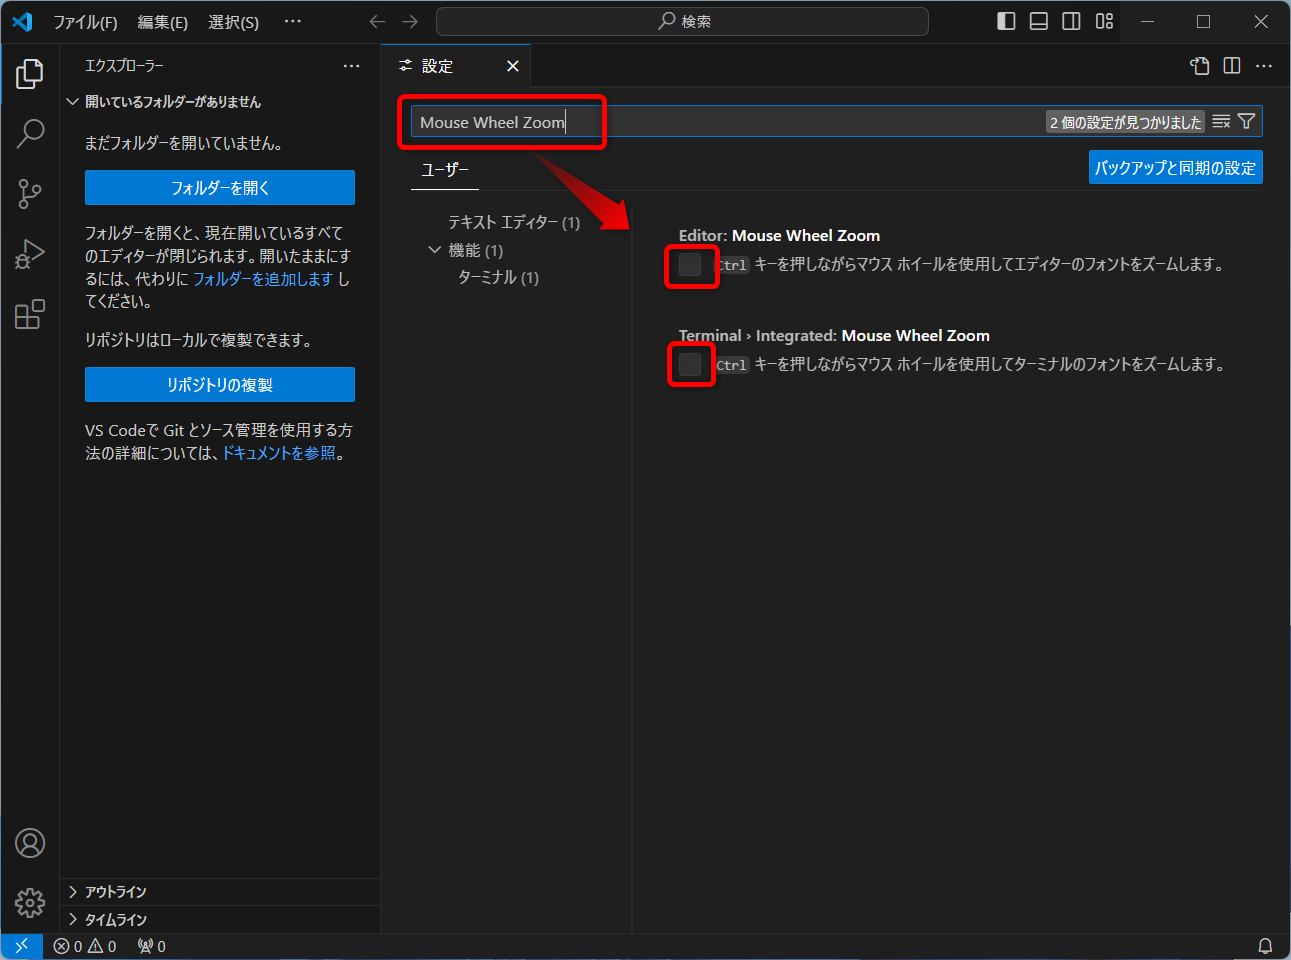 ファイル(F) 編集(E) 選択(S) ···
検索
エクスプローラー
開いているフォルダーがありません
まだフォルダーを開いていません。
フォルダーを開く
フォルダーを開くと、現在開いているすべて
のエディターが閉じられます。開いたままにす
るには、代わりに フォルダーを追加します し
てください。
リポジトリはローカルで複製できます。
リポジトリの複製
VS Codeで Git とソース管理を使用する方
法の詳細については、ドキュメントを参照。
アウトライン
タイムライン
設定
Mouse Wheel Zoom
2 個の設定が見つかりました
ユーザー
バックアップと同期の設定
テキスト エディター (1)
機能 (1)
ターミナル (1)
Editor: Mouse Wheel Zoom
Ctrl キーを押しながらマウス ホイールを使用してエディターのフォントをズームします。
Terminal › Integrated: Mouse Wheel Zoom
Ctrl キーを押しながらマウス ホイールを使用してターミナルのフォントをズームします。
0 0 0